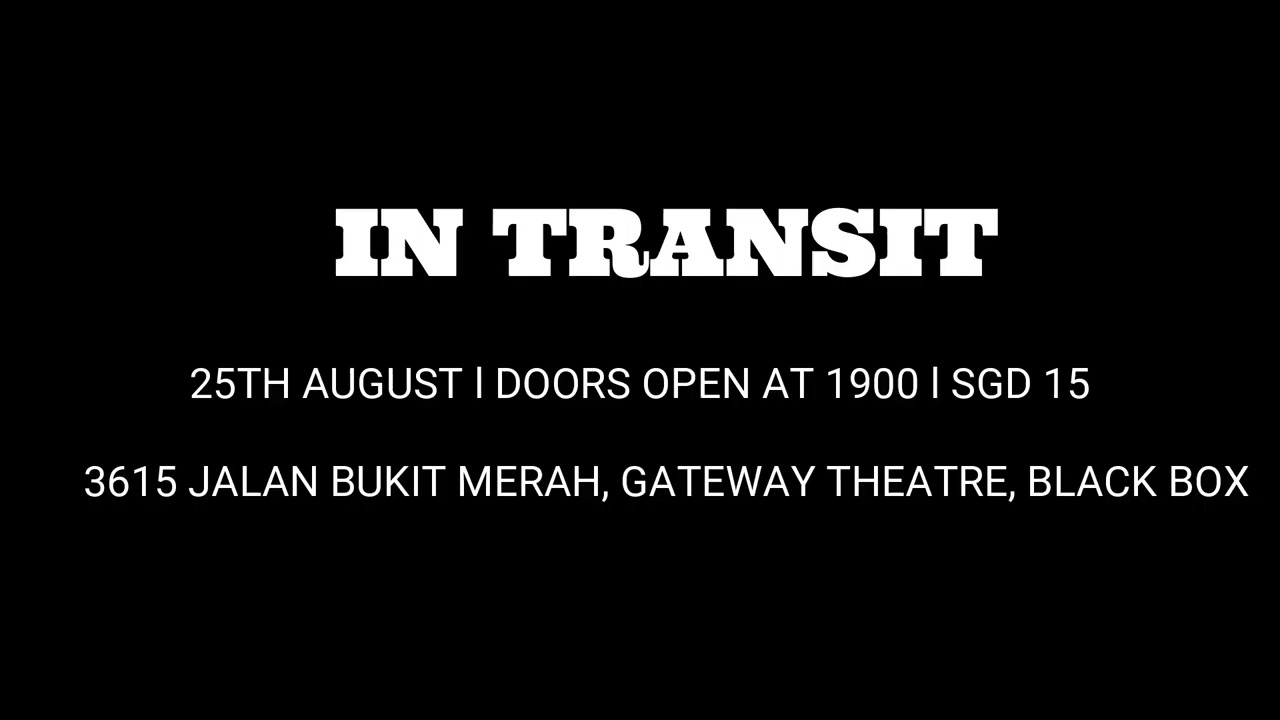 IN TRANSIT
25TH AUGUST l DOORS OPEN AT 1900 l SGD 15
3615 JALAN BUKIT MERAH, GATEWAY THEATRE, BLACK BOX